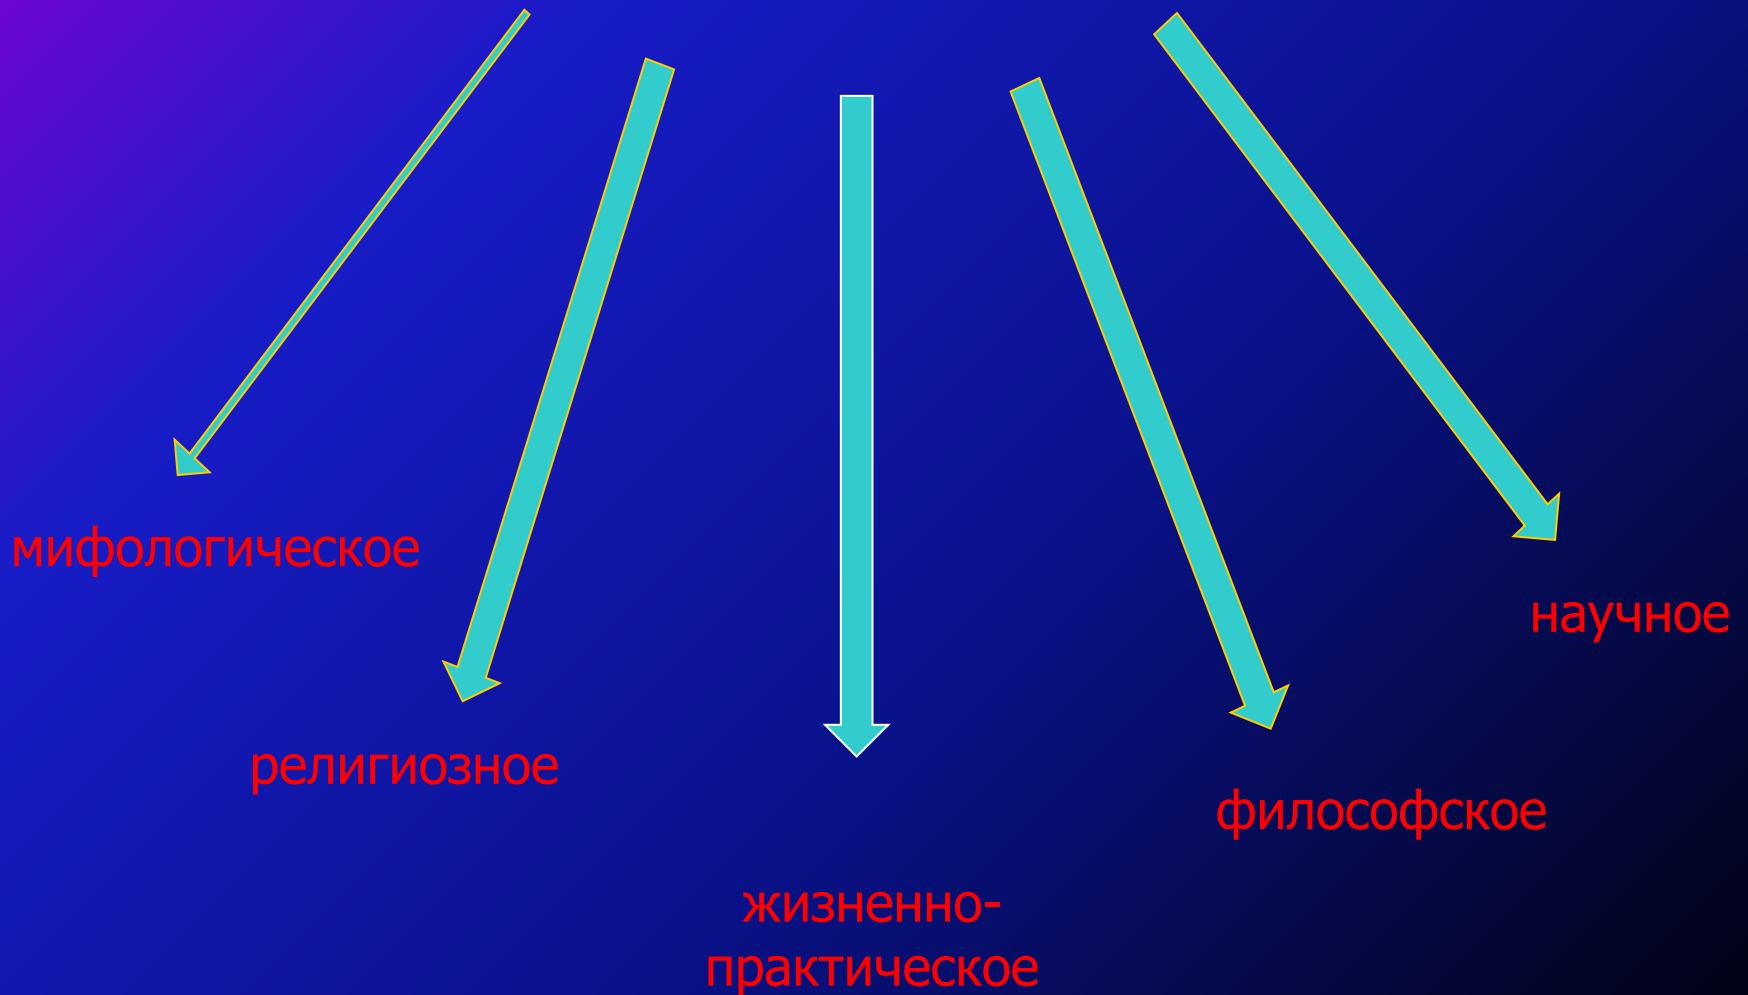 мифологическое
научное
религиозное
философское
жизненно-
практическое